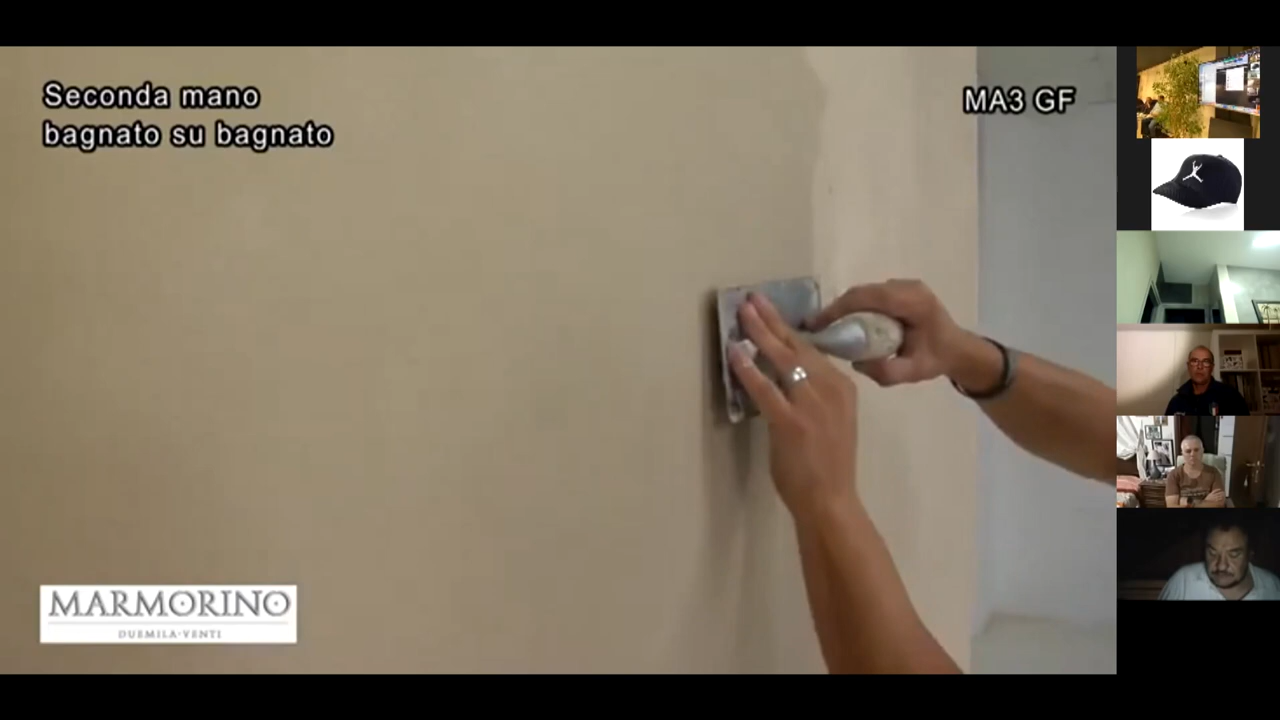 Seconda mano
bagnato su bagnato
MA3 GF
MARMORINO
DUEMILA·VENTI